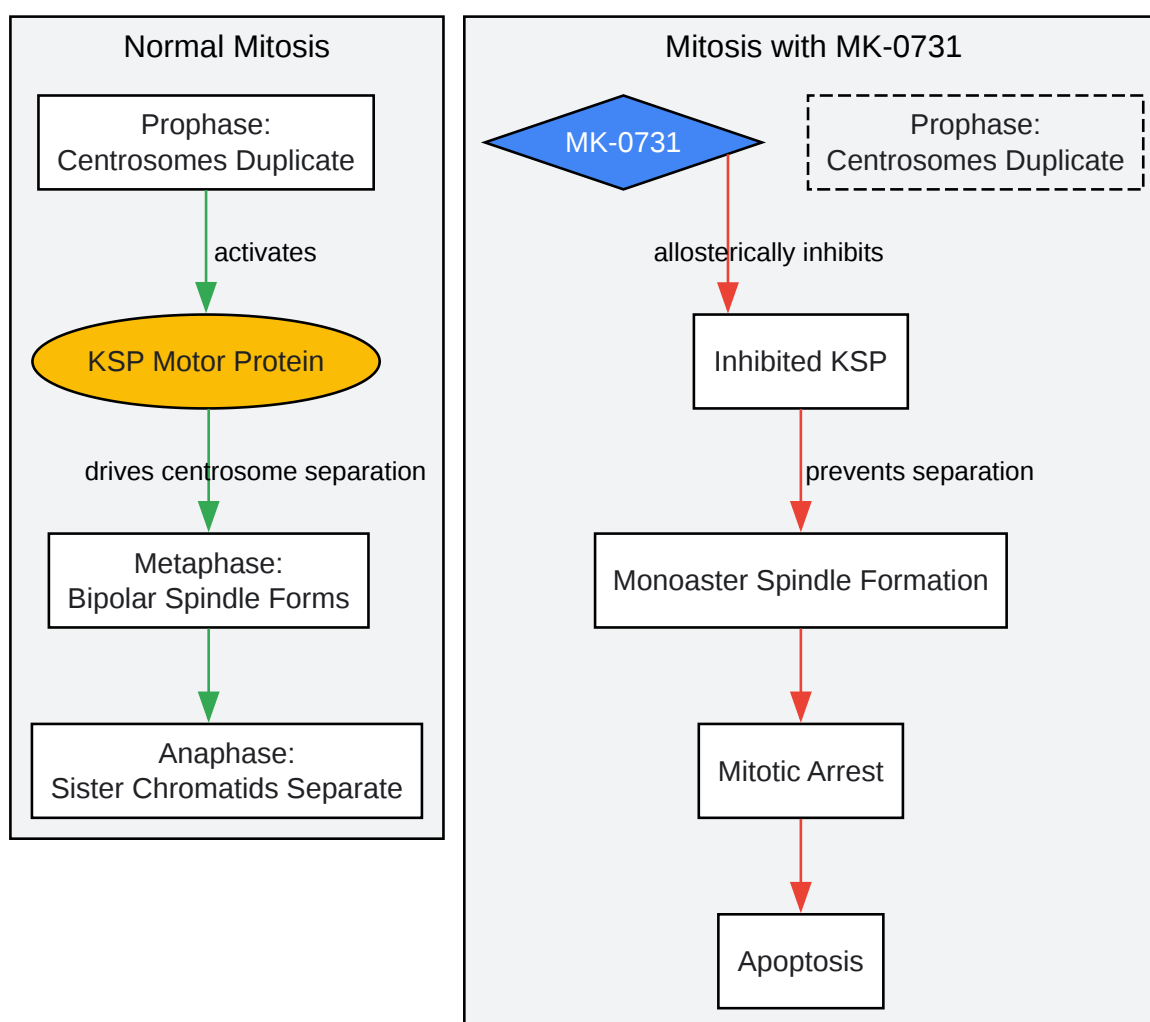 Normal Mitosis
Prophase:
Centrosomes Duplicate
activates
KSP Motor Protein
drives centrosome separation
Metaphase:
Bipolar Spindle Forms
Anaphase:
Sister Chromatids Separate
Mitosis with MK-0731
MK-0731
Prophase:
Centrosomes Duplicate
allosterically inhibits
Inhibited KSP
prevents separation
Monoaster Spindle Formation
Mitotic Arrest
Apoptosis